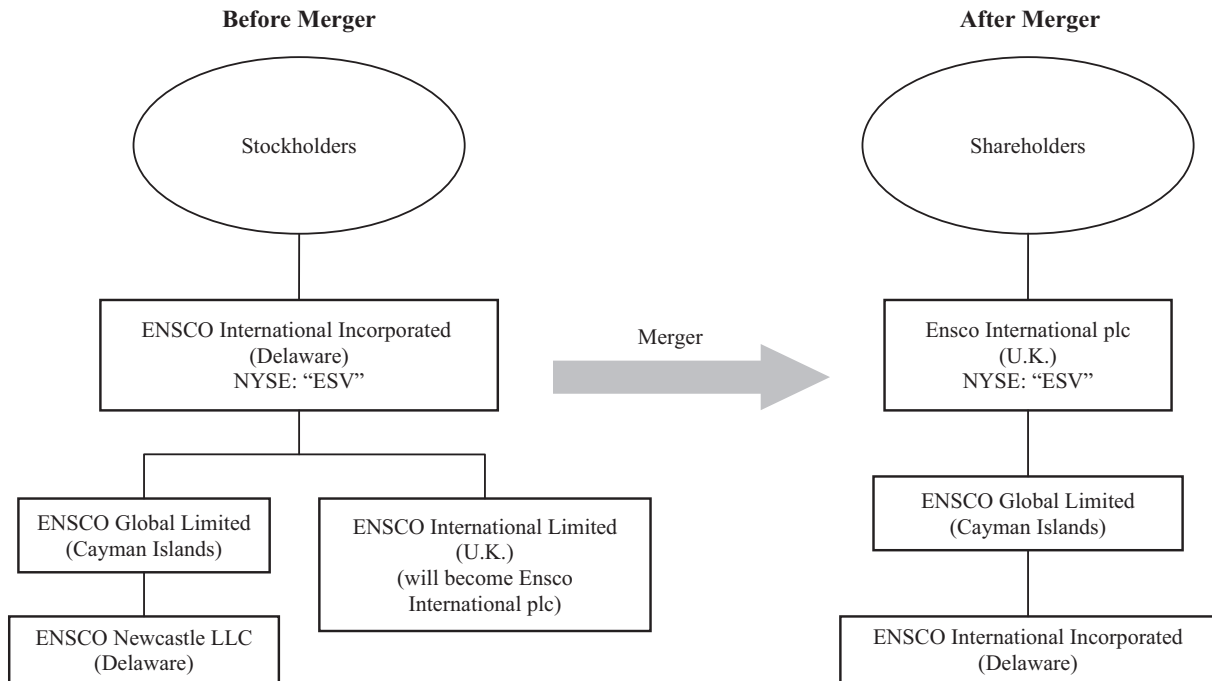 Before Merger
Stockholders
ENSCO International Incorporated
(Delaware)
NYSE: “ESV”
ENSCO Global Limited
(Cayman Islands)
ENSCO International Limited
(U.K.)
(will become Ensco
International plc)
ENSCO Newcastle LLC
(Delaware)
Merger
After Merger
Shareholders
Ensco International plc
(U.K.)
NYSE: “ESV”
ENSCO Global Limited
(Cayman Islands)
ENSCO International Incorporated
(Delaware)